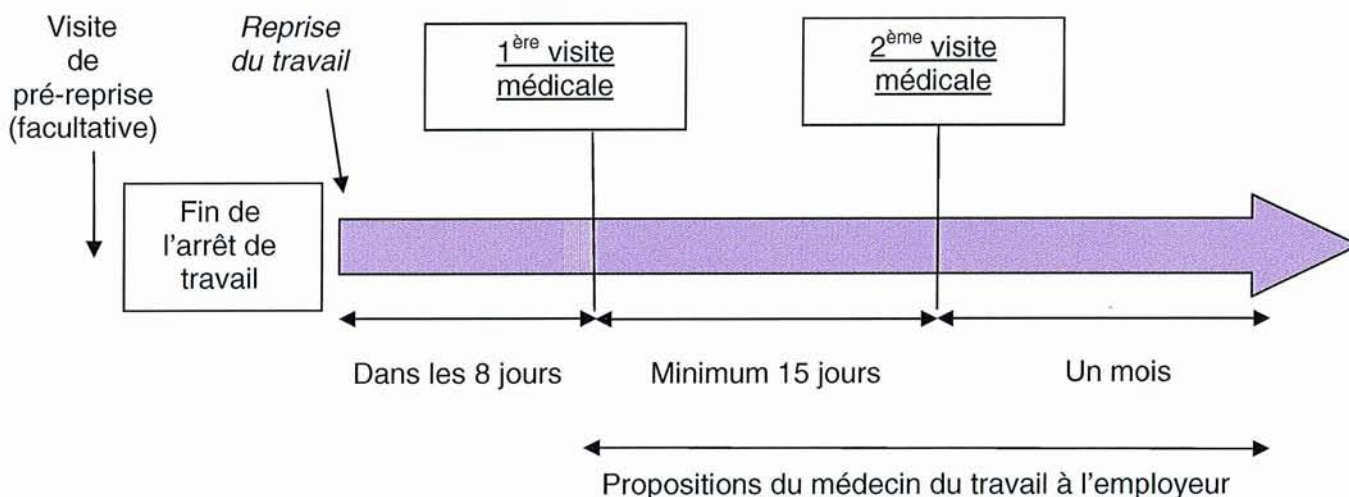 Visite
de
pré-reprise
(facultative)
Reprise
du travail
1ère visite
médicale
2ème visite
médicale
Fin de
l'arrêt de
travail
Dans les 8 jours
Minimum 15 jours
Un mois
Propositions du médecin du travail à l'employeur